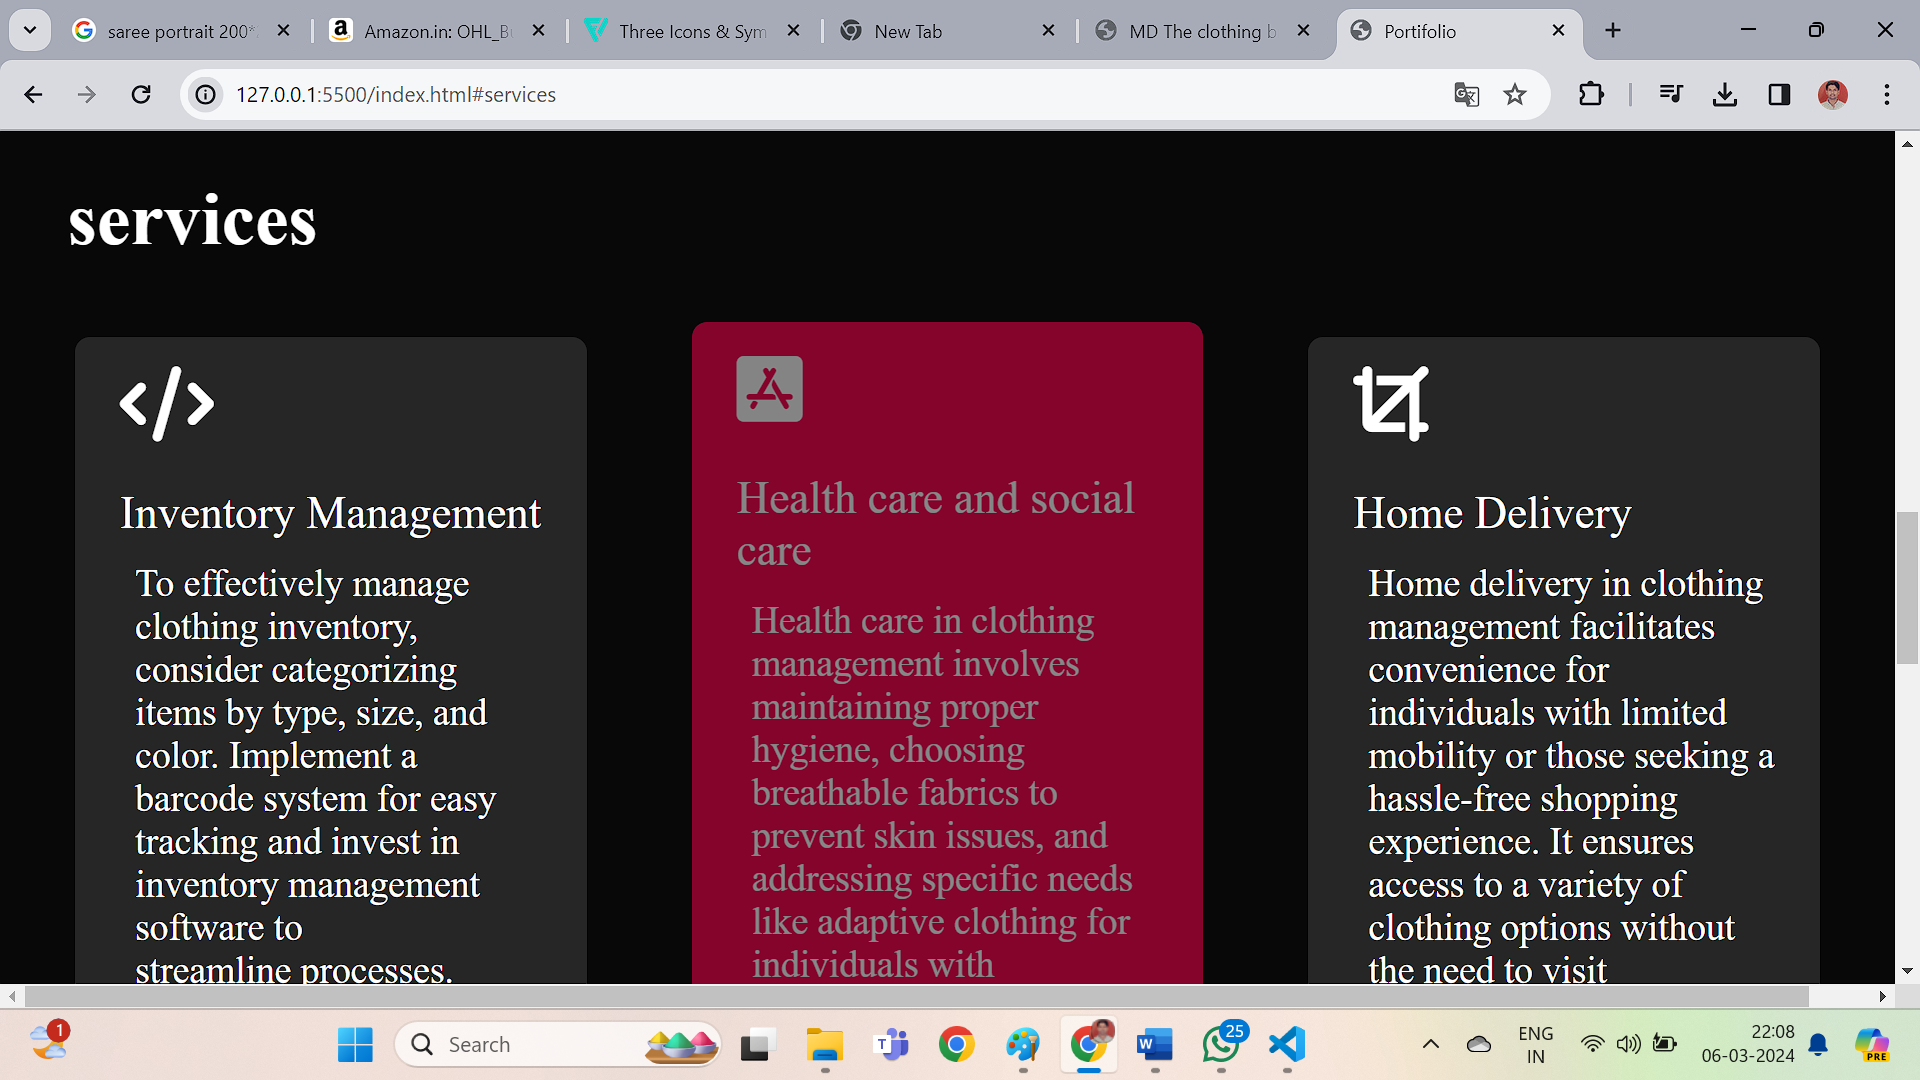 saree portrait 200*
Amazon.in: OHL_B
Three Icons & Sym
New Tab
MD The clothing b
Portifolio
127.0.0.1:5500/index.html#services
services
Inventory Management
To effectively manage
clothing inventory,
consider categorizing
items by type, size, and
color. Implement a
barcode system for easy
tracking and invest in
inventory management
software to
streamline processes.
Health care and social
care
Health care in clothing
management involves
maintaining proper
hygiene, choosing
breathable fabrics to
prevent skin issues, and
addressing specific needs
like adaptive clothing for
individuals with
Home Delivery
Home delivery in clothing
management facilitates
convenience for
individuals with limited
mobility or those seeking a
hassle-free shopping
experience. It ensures
access to a variety of
clothing options without
the need to visit
1
Search
25
ENG
IN
22:08
06-03-2024
PRE